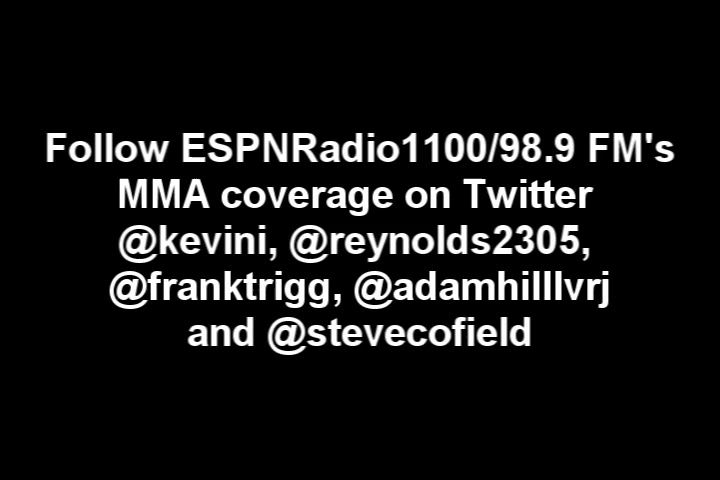 Follow ESPNRadio1100/98.9 FM's
MMA coverage on Twitter
@kevini, @reynolds2305,
@franktrigg, @adamhilllvrj
and @stevecofield